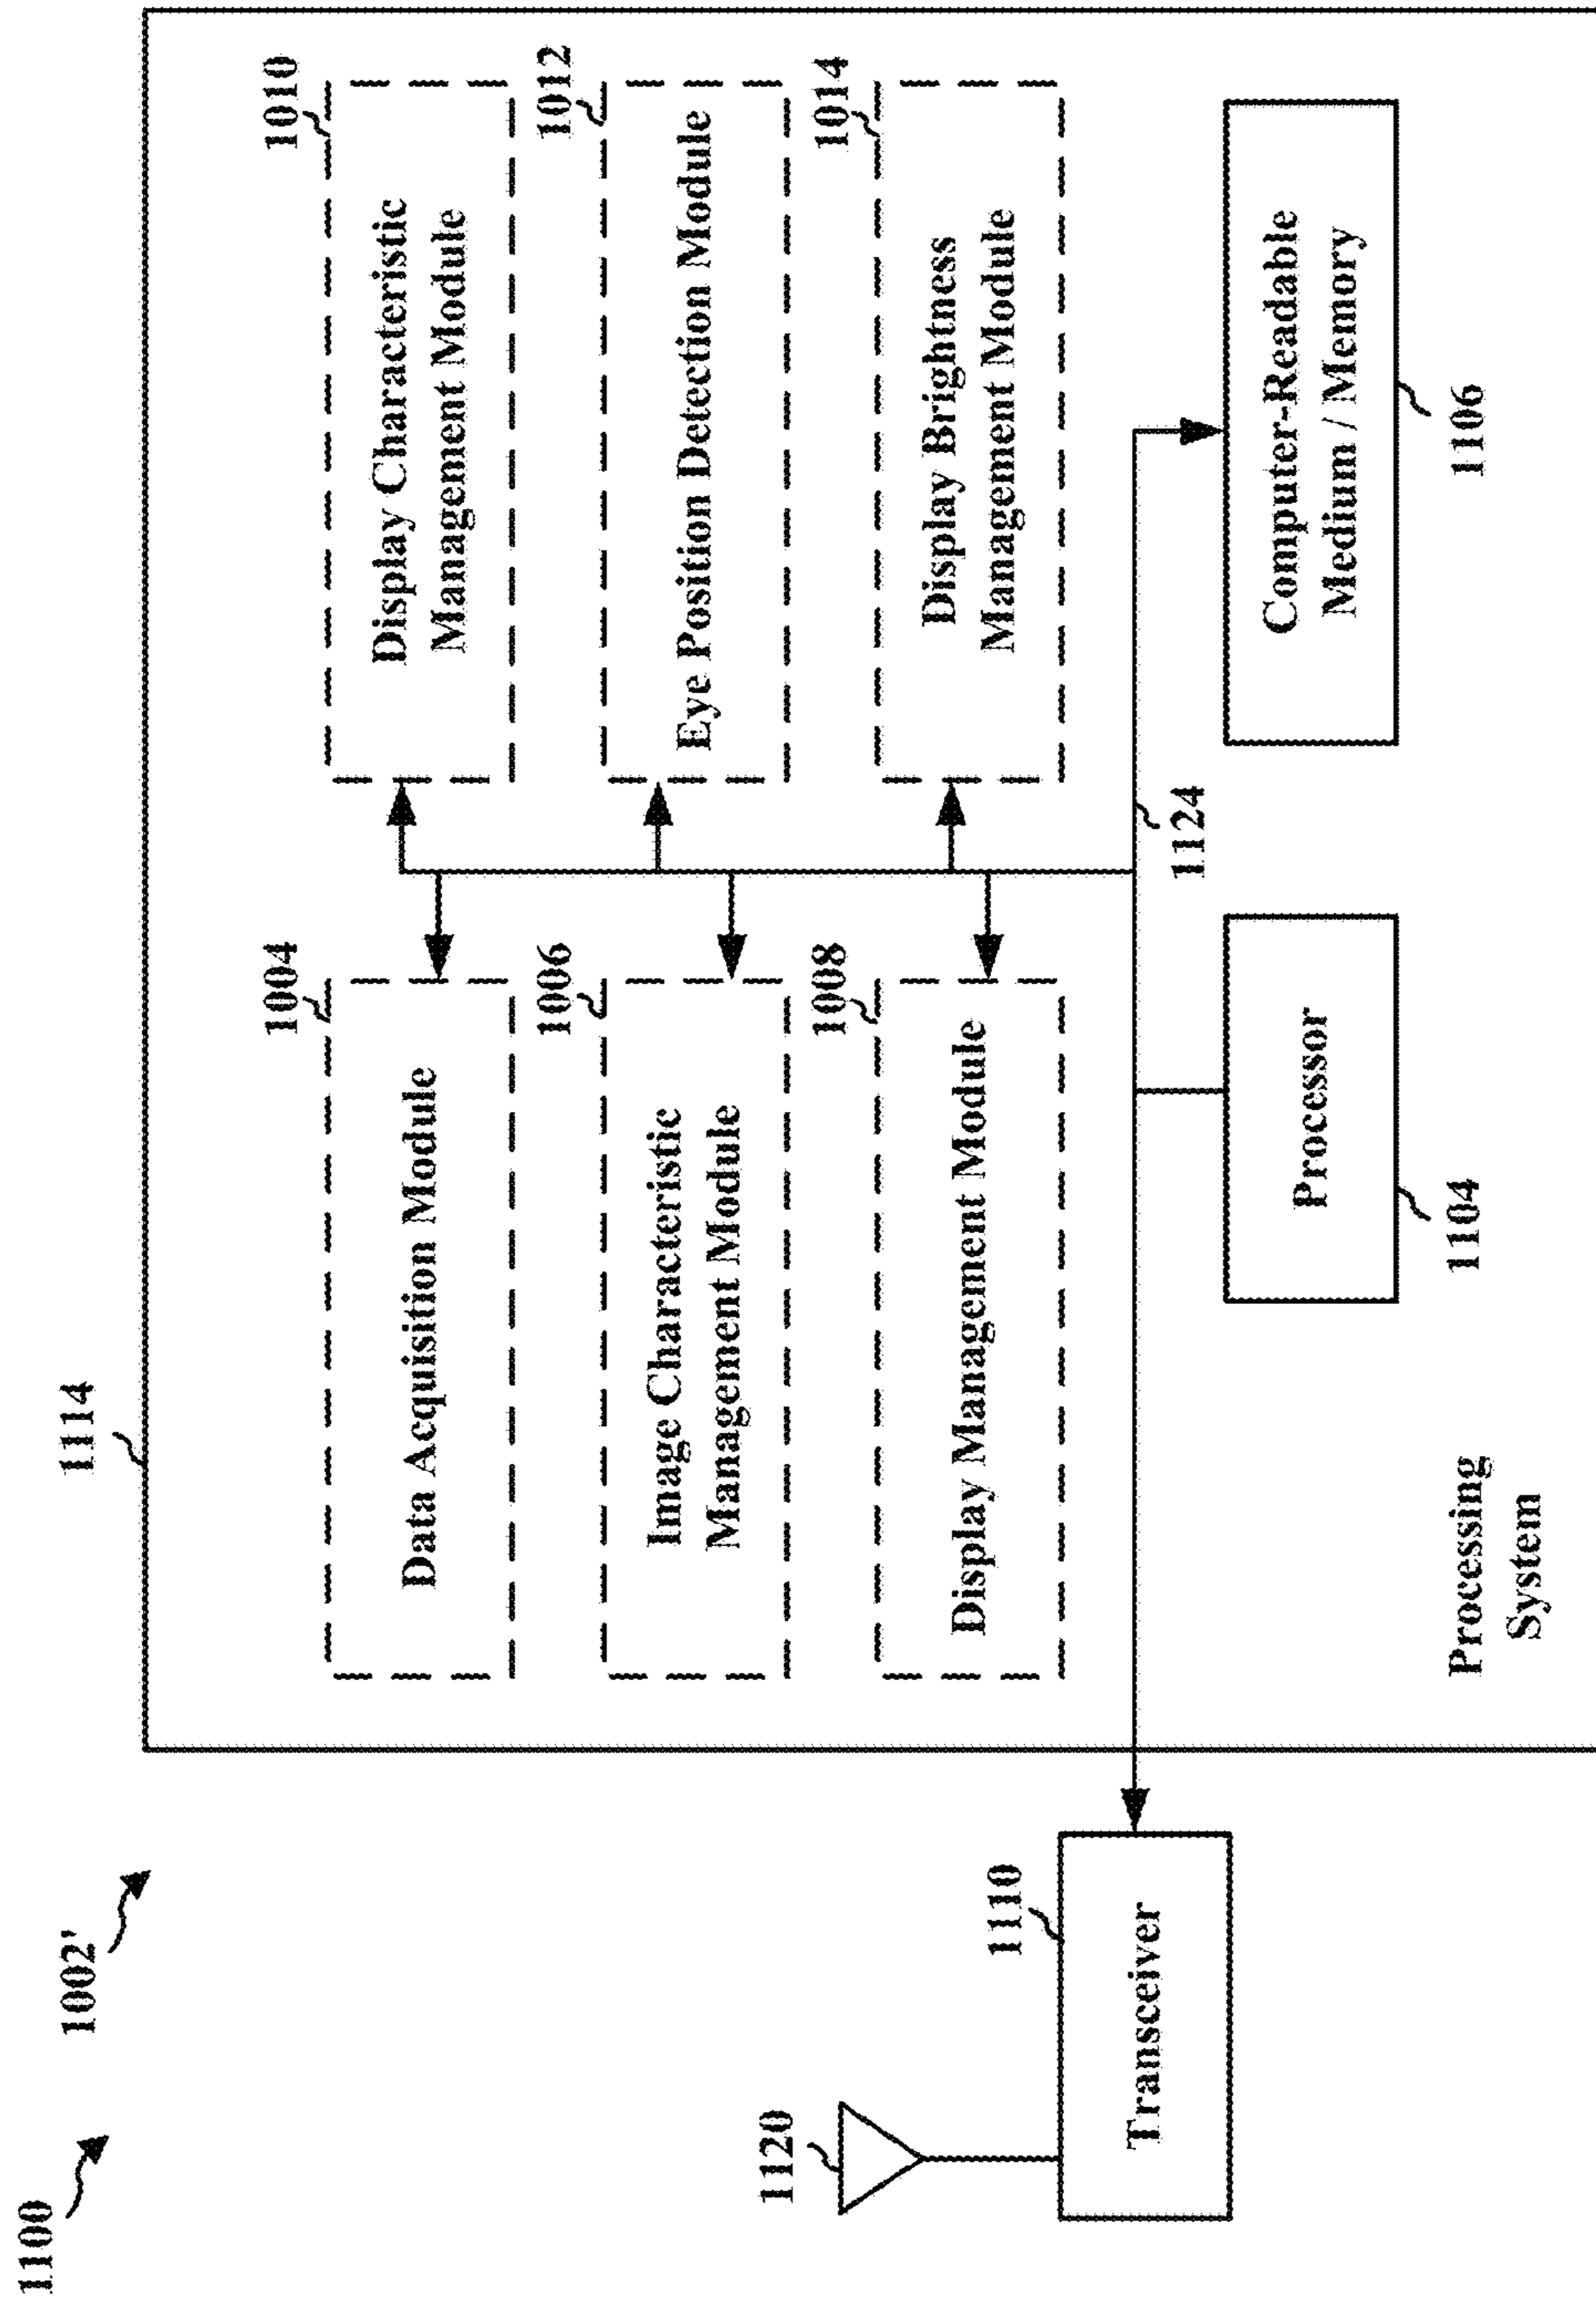 1100
1002'
1114
1004
Data Acquisition Module
1010
Display Characteristic
Management Module
1006
Image Characteristic
Management Module
1012
Eye Position Detection Module
1008
Display Management Module
1014
Display Brightness
Management Module
1120
1110
Transceiver
1124
Processor
1104
Computer-Readable
Medium / Memory
1106
Processing
System